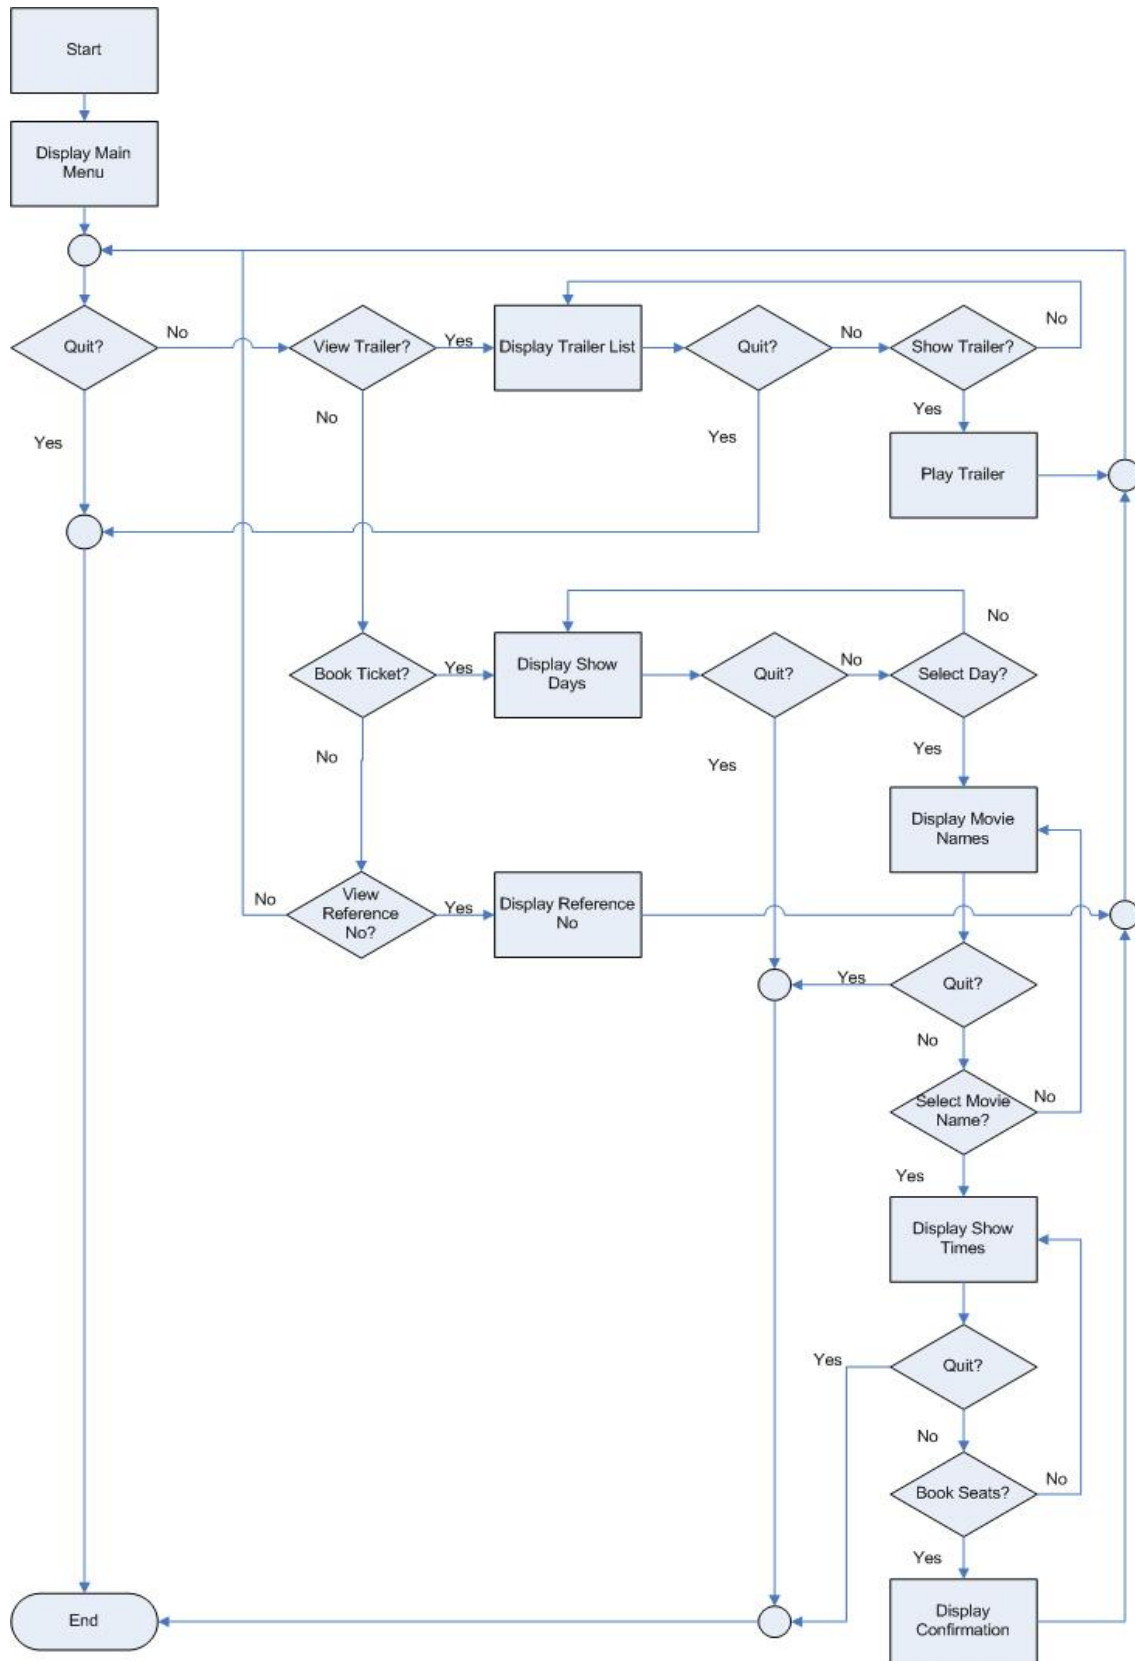 Start
Display Main
Menu
Quit?
No
View Trailer?
Yes
Display Trailer List
Quit?
No
Show Trailer?
No
Yes
No
Yes
Yes
Play Trailer
Book Ticket?
Yes
Display Show
Days
Quit?
No
Select Day?
No
No
Yes
Yes
Display Movie
Names
No
View
Reference
No?
Yes
Display Reference
No
Yes
Quit?
No
Select Movie
Name?
No
Yes
Display Show
Times
Yes
Quit?
No
Book Seats?
No
Yes
End
Display
Confirmation